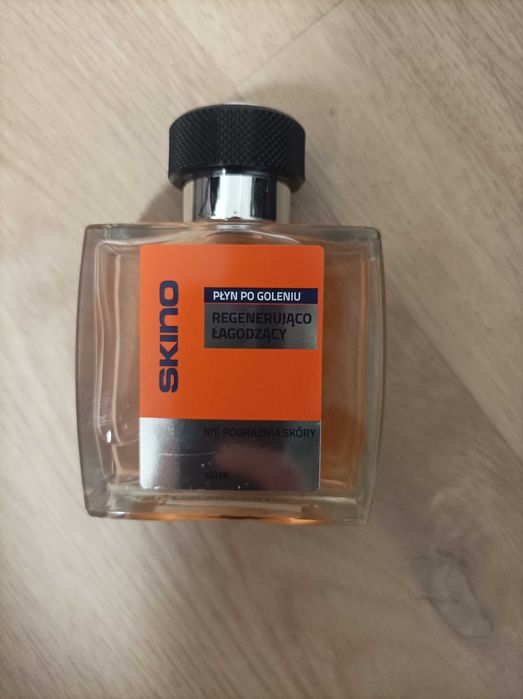 SKINO
PŁYN PO GOLENIU
REGENERUJĄCO
ŁAGODZĄCY
NIE PODRAŻNIA SKÓRY
100 ML